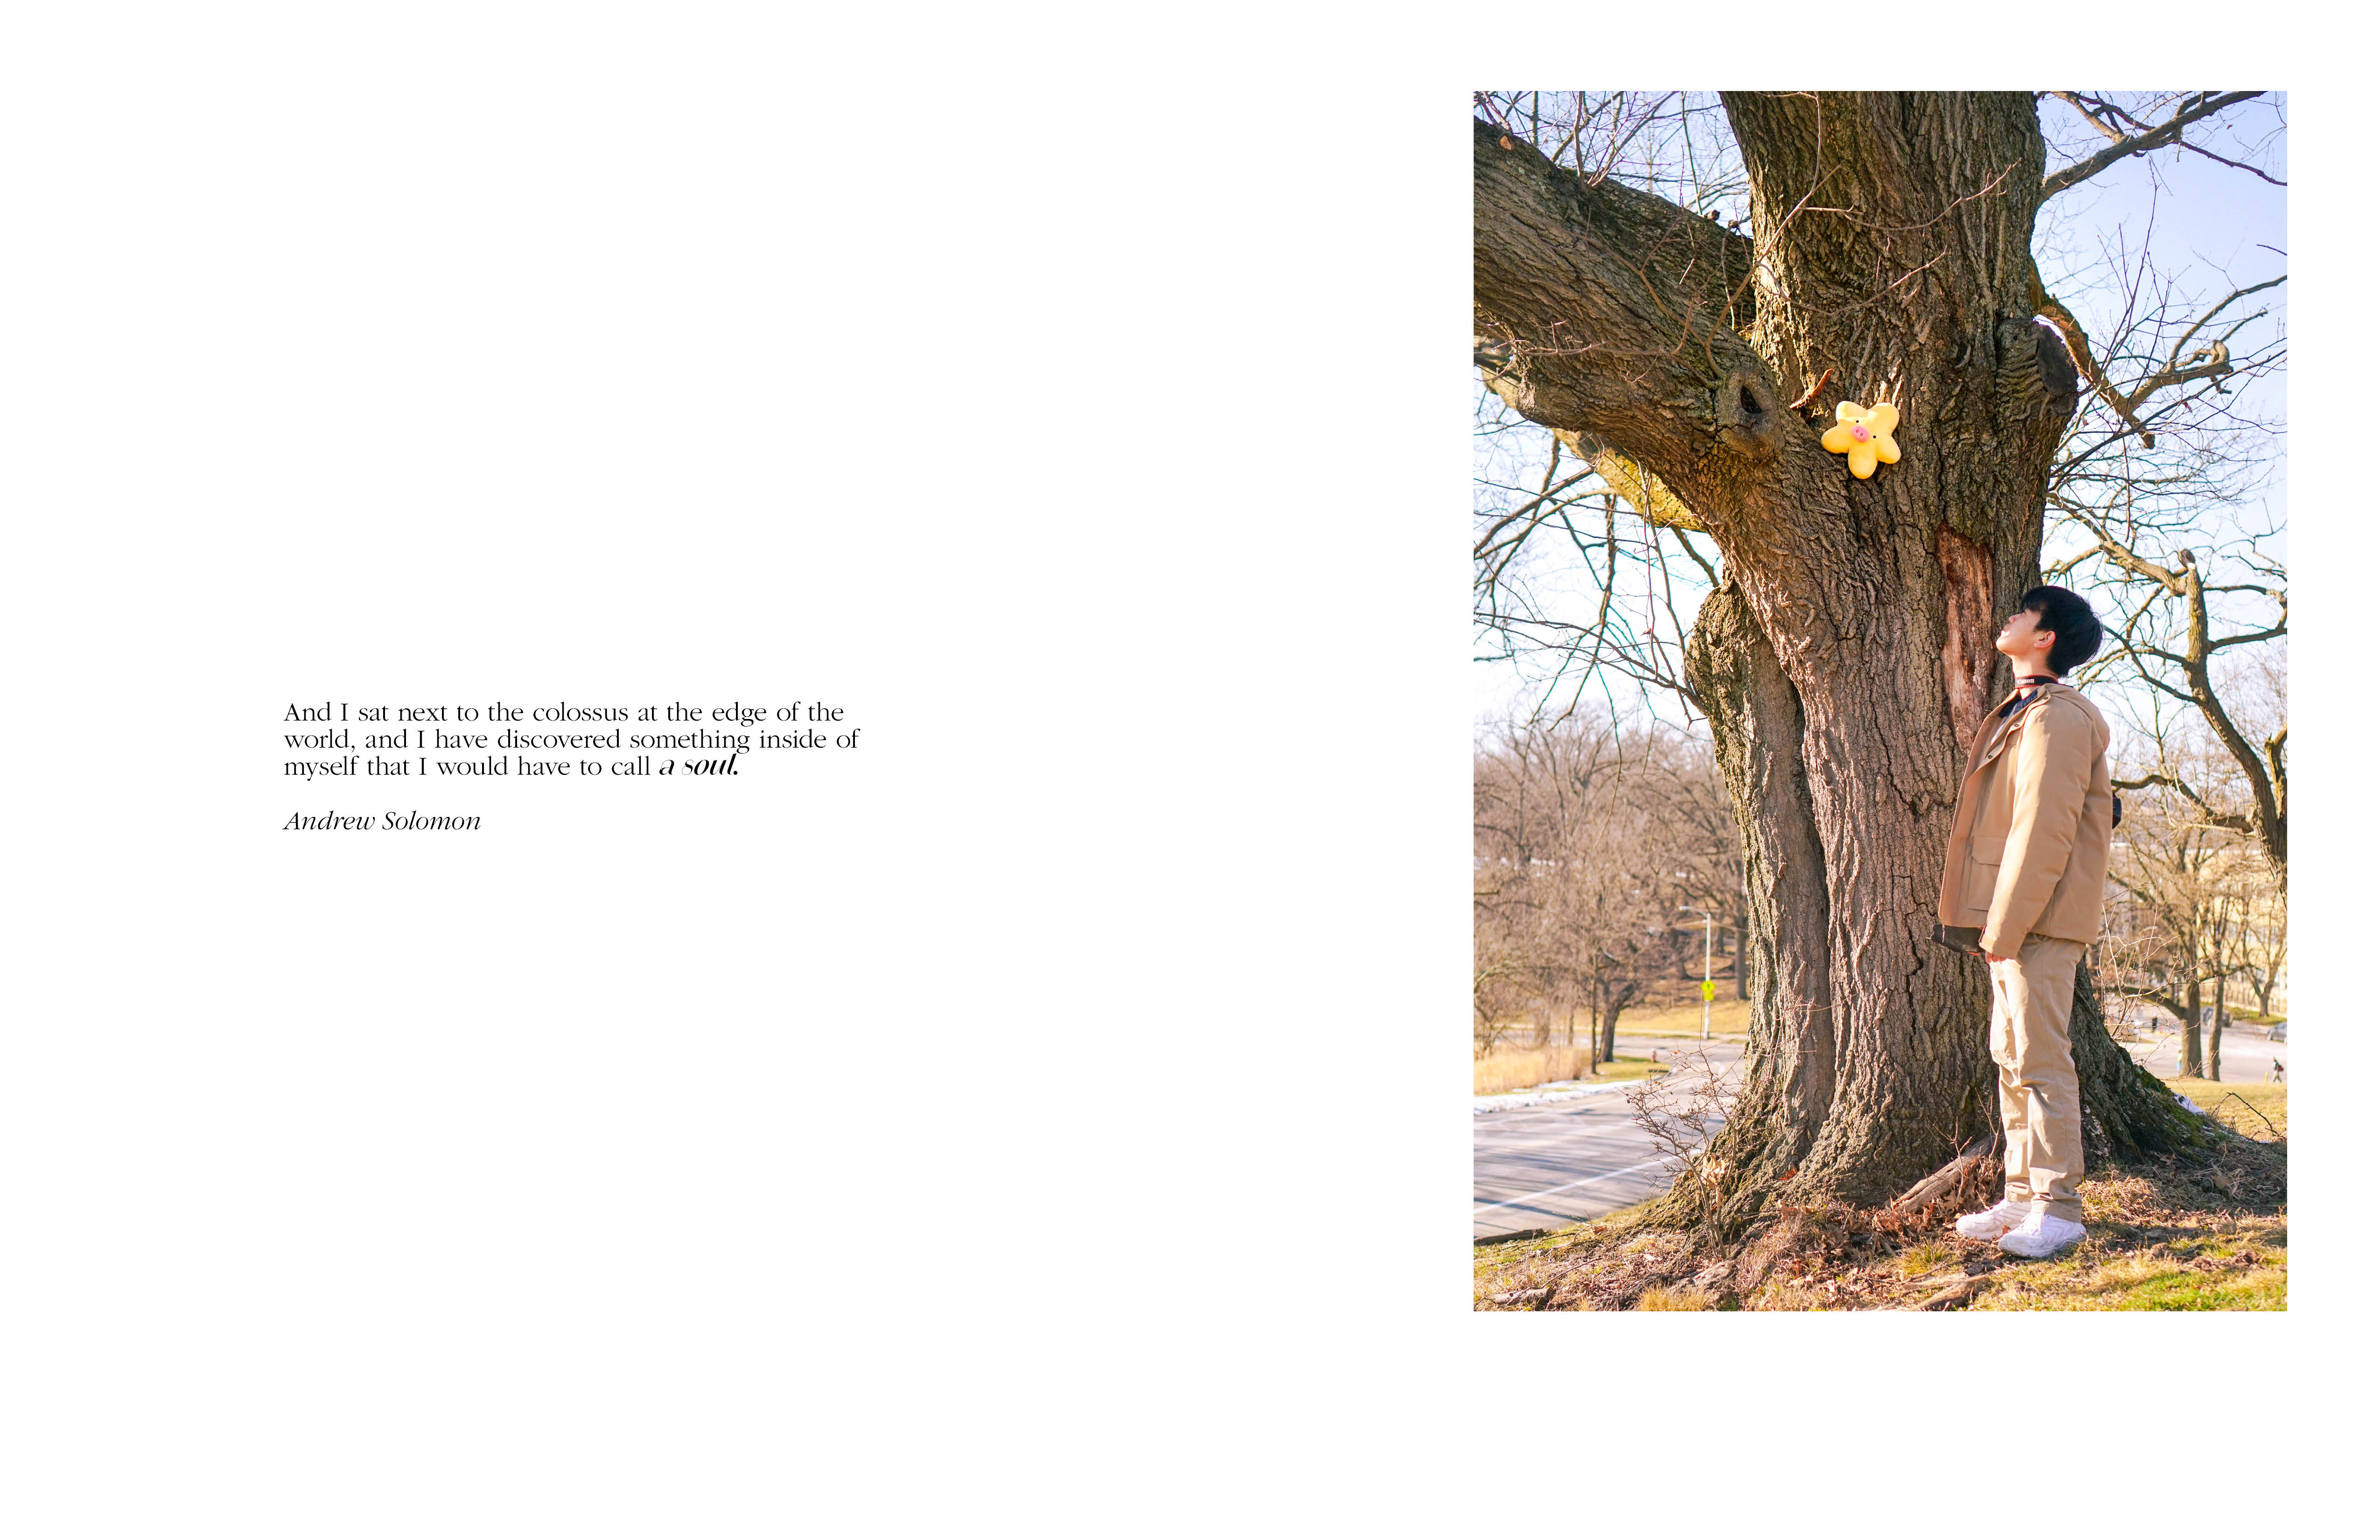 And I sat next to the colossus at the edge of the
world, and I have discovered something inside of
myself that I would have to call a soul.
Andrew Solomon